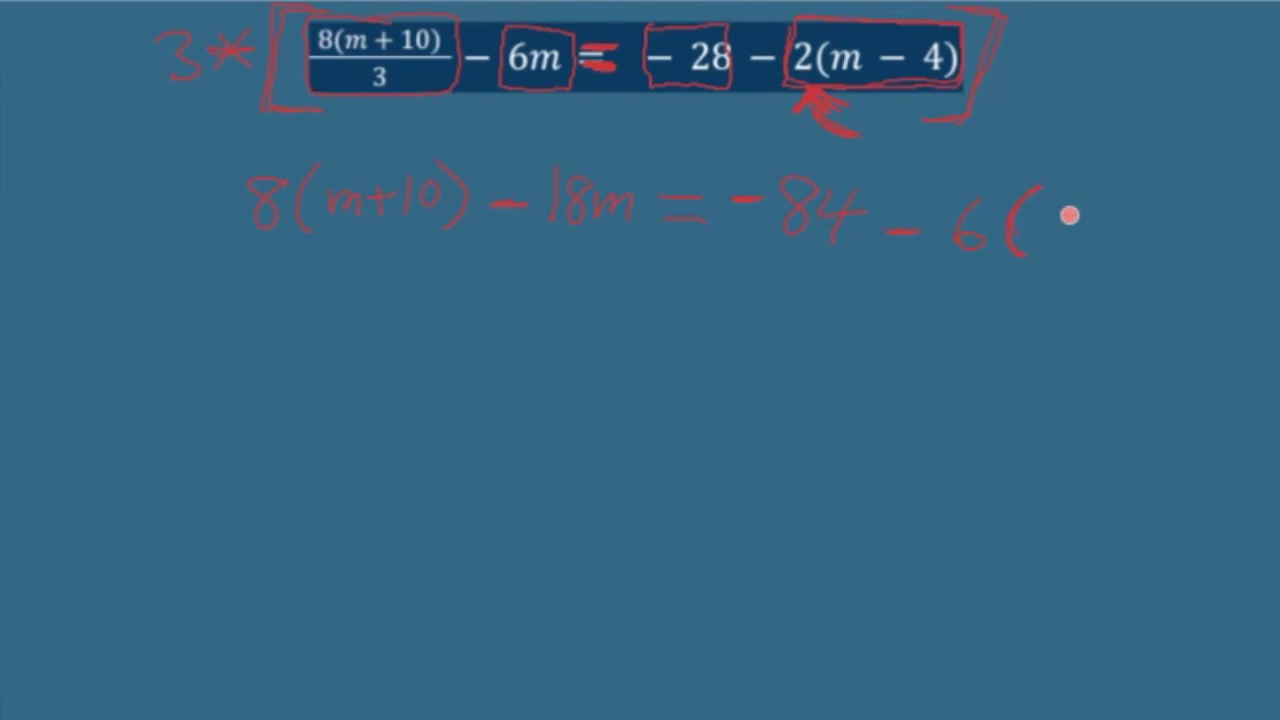 3* [ 8(m + 10)/3 − 6m = − 28 − 2(m − 4) ]
8(m+10) - 18m = -84 - 6(